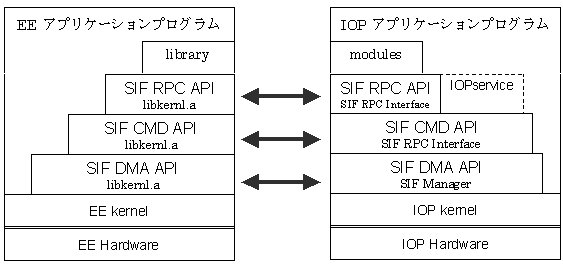 EE アプリケーションプログラム
library
SIF RPC API
libkernl.a
SIF CMD API
libkernl.a
SIF DMA API
libkernl.a
EE kernel
EE Hardware
IOP アプリケーションプログラム
modules
SIF RPC API
SIF RPC Interface
IOPservice
SIF CMD API
SIF RPC Interface
SIF DMA API
SIF Manager
IOP kernel
IOP Hardware